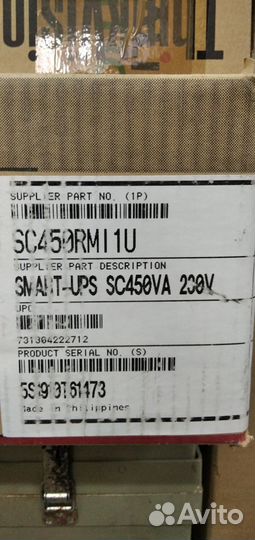 SUPPLIER PART NO. (1P)
SC450RMI1U
SUPPLIER PART DESCRIPTION
SMART-UPS SC450VA 230V
UPC
731304222712
PRODUCT SERIAL NO. (S)
Made in Philippines
Avito